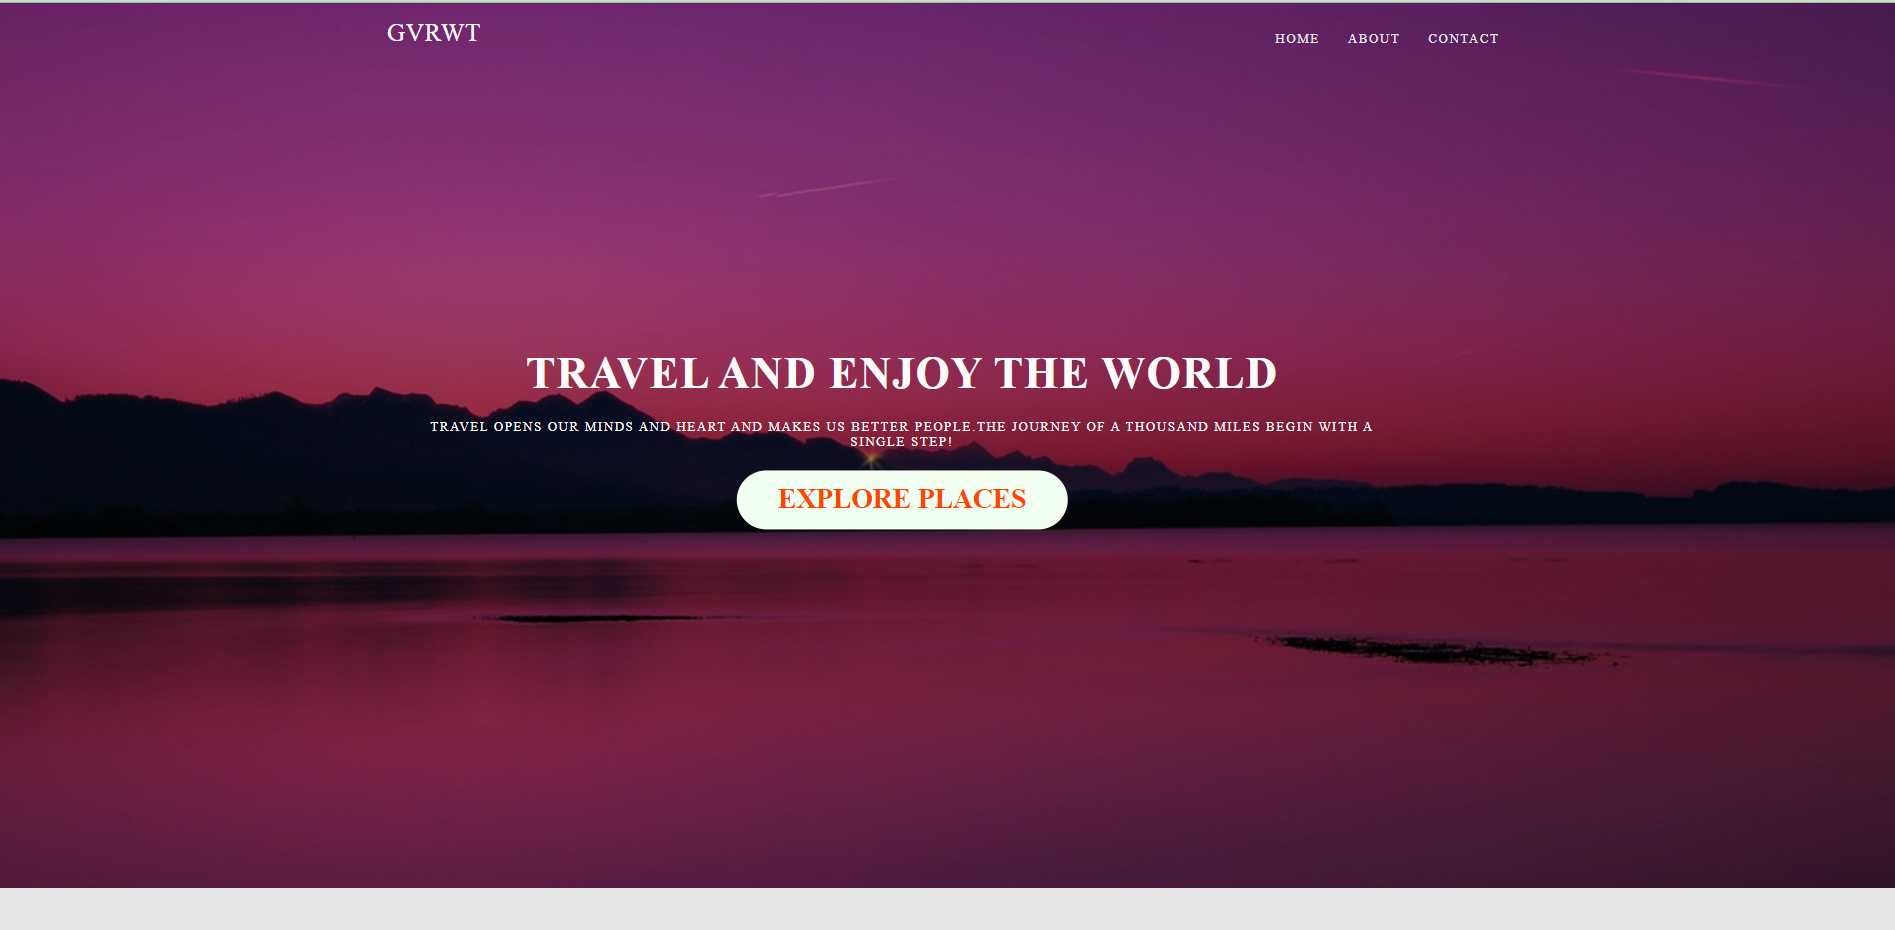 GVRWT
HOME ABOUT CONTACT
TRAVEL AND ENJOY THE WORLD
TRAVEL OPENS OUR MINDS AND HEART AND MAKES US BETTER PEOPLE.THE JOURNEY OF A THOUSAND MILES BEGIN WITH A
SINGLE STEP!
EXPLORE PLACES